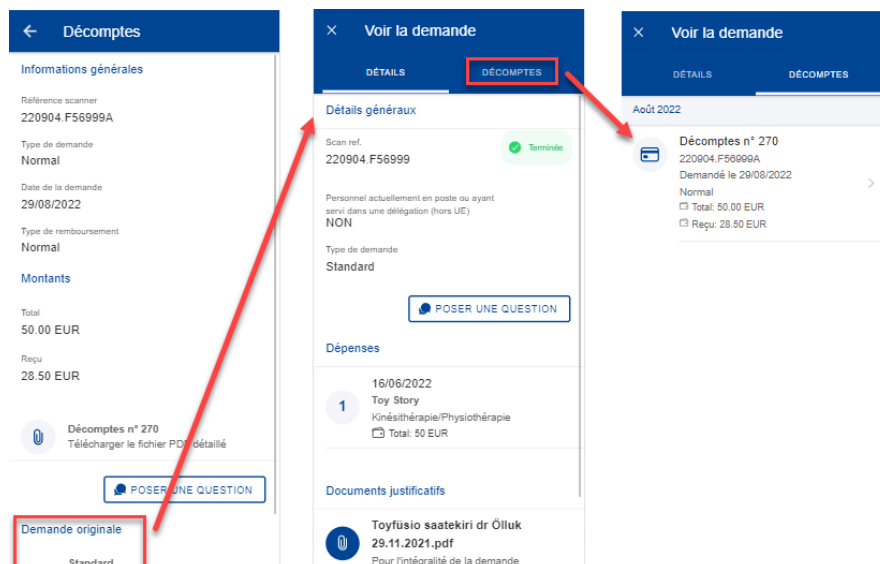 Décomptes
Informations générales
Référence scanner
220904.F56999A
Type de demande
Normal
Date de la demande
29/08/2022
Type de remboursement
Normal
Montants
Total
50.00 EUR
Reçu
28.50 EUR
Décomptes n° 270
Télécharger le fichier PDF détaillé
POSER UNE QUESTION
Demande originale
Standard
Voir la demande
DÉTAILS
DÉCOMPTES
Détails généraux
Scan ref.
220904.F56999
Terminée
Personnel actuellement en poste ou ayant
servi dans une délégation (hors UE)
NON
Type de demande
Standard
POSER UNE QUESTION
Dépenses
16/06/2022
1
Toy Story
Kinésithérapie/Physiothérapie
Total: 50 EUR
Documents justificatifs
Toyfüsio saatekiri dr Õlluk
29.11.2021.pdf
Pour l'intégralité de la demande
Voir la demande
DÉTAILS
DÉCOMPTES
Août 2022
Décomptes n° 270
220904.F56999A
Demandé le 29/08/2022
Normal
Total: 50.00 EUR
Reçu: 28.50 EUR